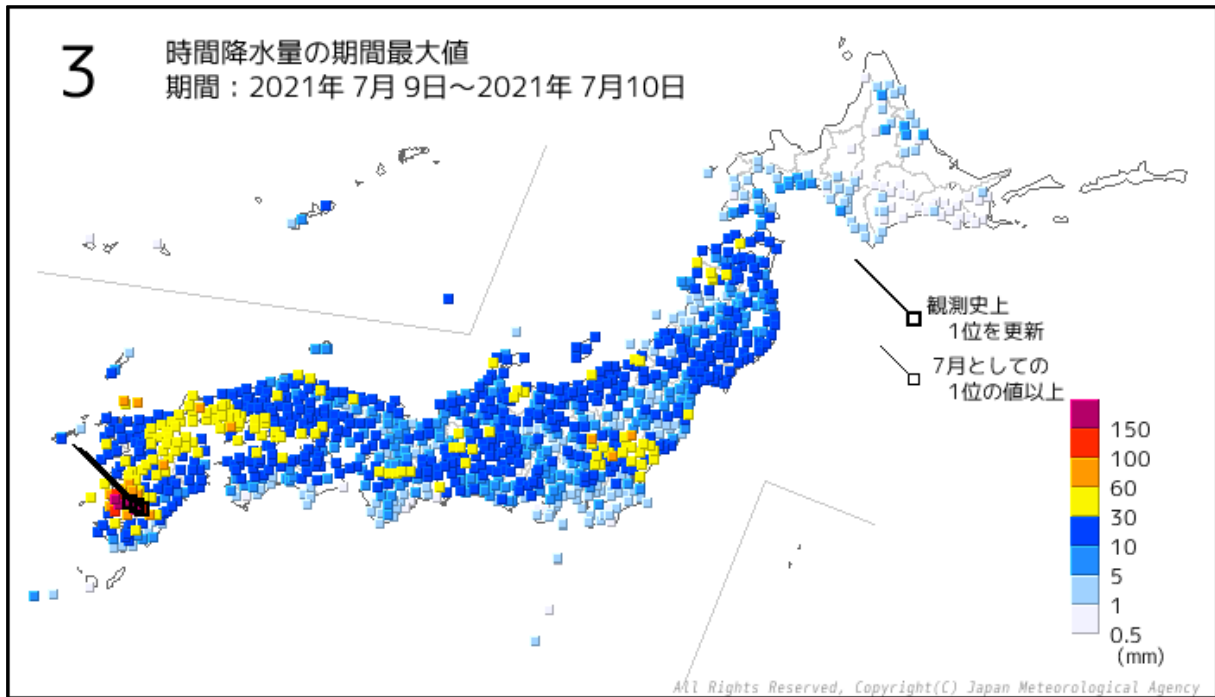 3
時間降水量の期間最大値
期間：2021年 7月 9日～2021年 7月10日
観測史上
1位を更新
7月としての
1位の値以上
150
100
60
30
10
5
1
0.5
(mm)
All Rights Reserved, Copyright(C) Japan Meteorological Agency